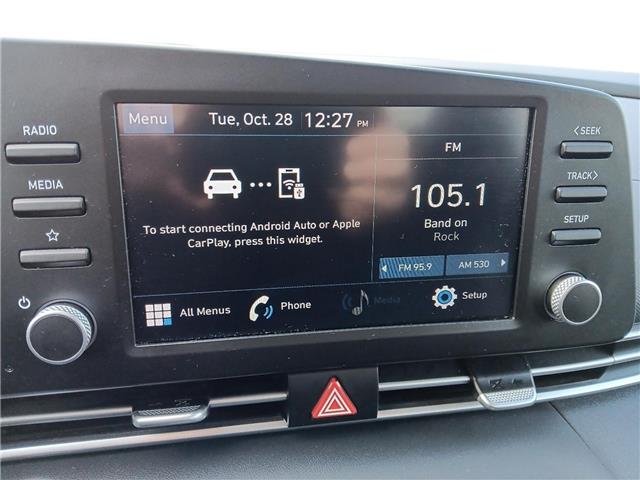 Menu Tue, Oct. 28 12:27 PM
RADIO
MEDIA
FM
105.1
Band on
Rock
To start connecting Android Auto or Apple
CarPlay, press this widget.
FM 95.9 AM 530
All Menus Phone Media Setup
<SEEK
TRACK>
SETUP